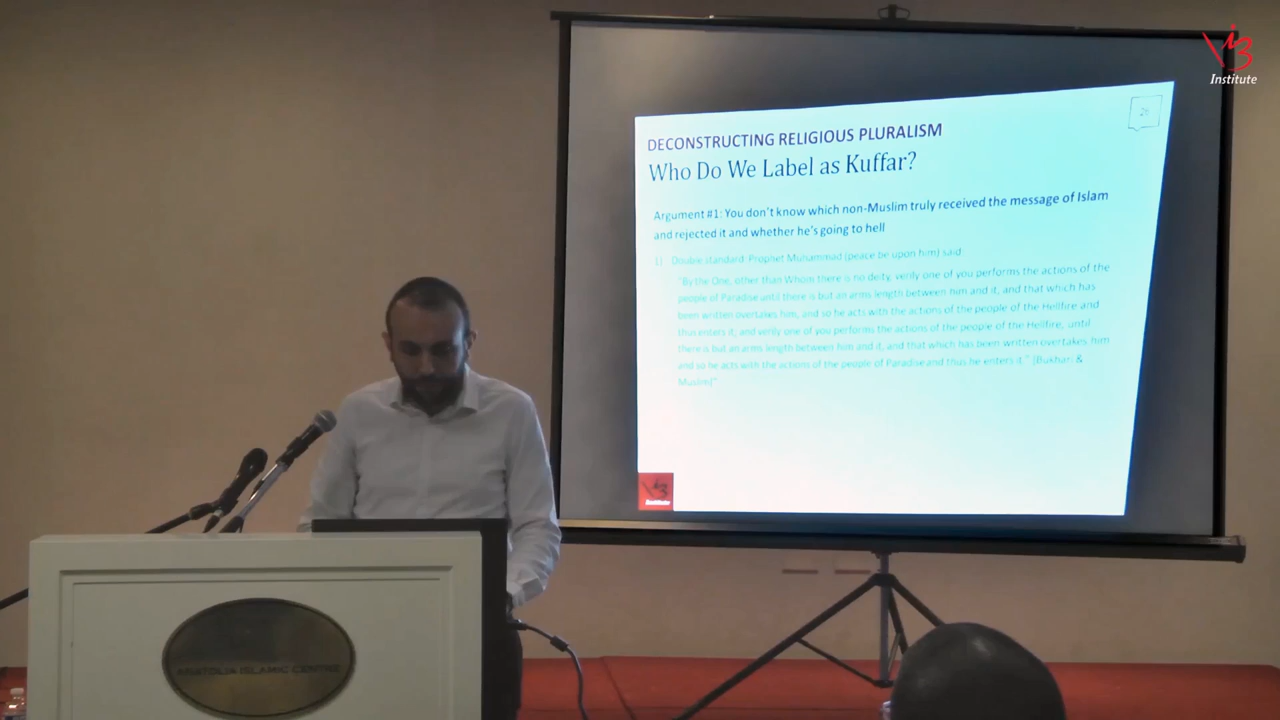 i3
Institute
DECONSTRUCTING RELIGIOUS PLURALISM
Who Do We Label as Kuffar?
Argument #1: You don't know which non-Muslim truly received the message of Islam
and rejected it and whether he's going to hell
1) Double standard: Prophet Muhammad (peace be upon him) said
"By the One, other than Whom there is no deity, verily one of you performs the actions of the
people of Paradise until there is but an arms length between him and it, and that which has
been written overtakes him, and so he acts with the actions of the people of the Hellfire and
thus enters it; and verily one of you performs the actions of the people of the Hellfire, until
there is but an arms length between him and it, and that which has been written overtakes him
and so he acts with the actions of the people of Paradise and thus he enters it." [Bukhari &
Muslim]"
i3
Institute
ANATOLIA ISLAMIC CENTRE